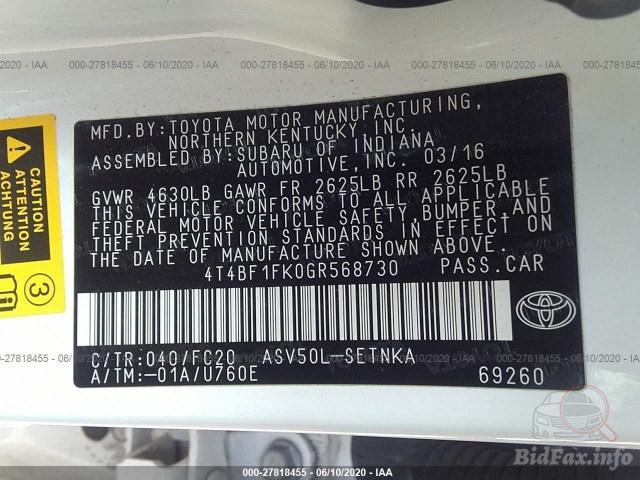 000-27818455 - 06/10/2020 - IAA
CAUTION
ATTENTION
3
MFD.BY:TOYOTA MOTOR MANUFACTURING,
NORTHERN KENTUCKY, INC.
ASSEMBLED BY:SUBARU OF INDIANA
AUTOMOTIVE,INC. 03/16
GVWR 4630LB GAWR FR 2625LB RR 2625LB
THIS VEHICLE CONFORMS TO ALL APPLICABLE
FEDERAL MOTOR VEHICLE SAFETY,BUMPER,AND
THEFT PREVENTION STANDARDS IN EFFECT ON
THE DATE OF MANUFACTURE SHOWN ABOVE.
4T4BF1FK0GR568730 PASS.CAR
C/TR:040/FC20 ASV50L-SETNKA
A/TM:-01A/U760E 69260
TOYOTA
BidFax.info
000-27818455 - 06/10/2020 - IAA